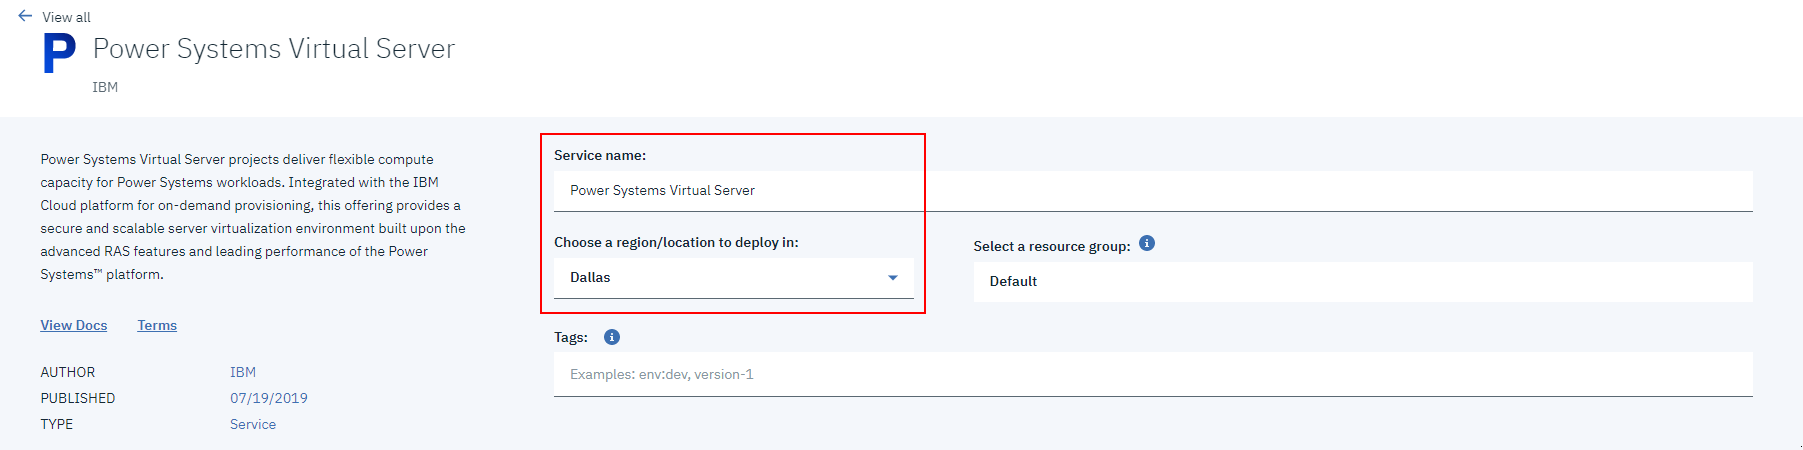 View all
P
Power Systems Virtual Server
IBM
Power Systems Virtual Server projects deliver flexible compute
capacity for Power Systems workloads. Integrated with the IBM
Cloud platform for on-demand provisioning, this offering provides a
secure and scalable server virtualization environment built upon the
advanced RAS features and leading performance of the Power
Systems™ platform.
View Docs Terms
AUTHOR IBM
PUBLISHED 07/19/2019
TYPE Service
Service name:
Power Systems Virtual Server
Choose a region/location to deploy in:
Dallas
Select a resource group:
Default
Tags:
Examples: env:dev, version-1